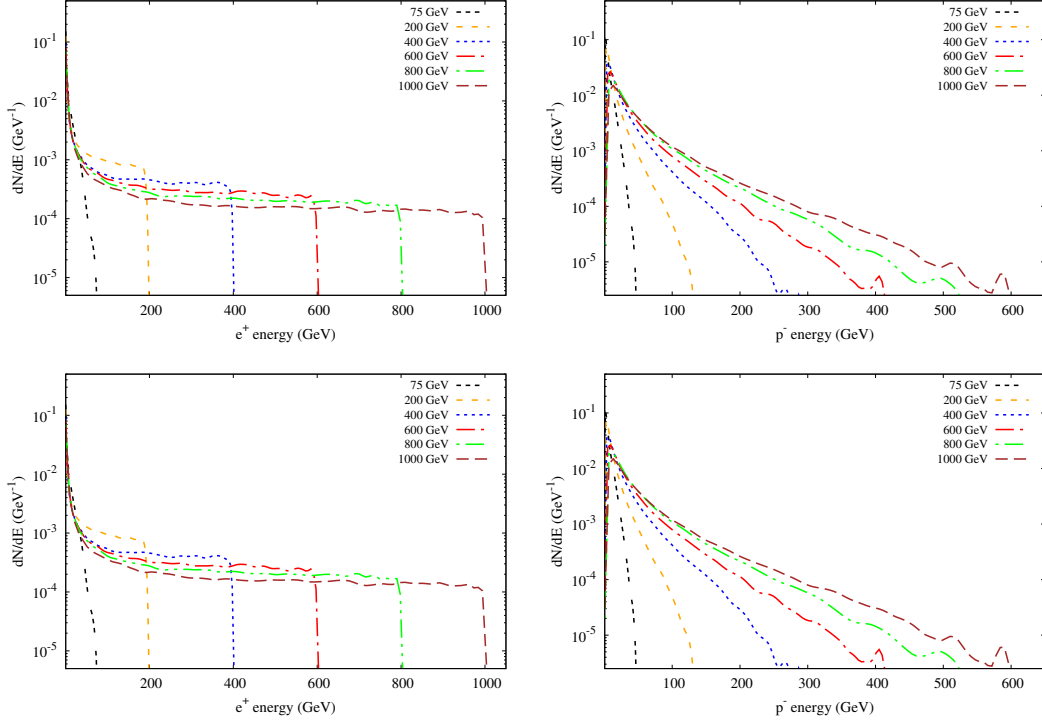 75 GeV
200 GeV
400 GeV
600 GeV
800 GeV
1000 GeV
10⁻¹
10⁻²
10⁻³
10⁻⁴
10⁻⁵
dN/dE (GeV⁻¹)
200 400 600 800 1000
e⁺ energy (GeV)
75 GeV
200 GeV
400 GeV
600 GeV
800 GeV
1000 GeV
10⁻¹
10⁻²
10⁻³
10⁻⁴
10⁻⁵
dN/dE (GeV⁻¹)
100 200 300 400 500 600
p⁻ energy (GeV)
75 GeV
200 GeV
400 GeV
600 GeV
800 GeV
1000 GeV
10⁻¹
10⁻²
10⁻³
10⁻⁴
10⁻⁵
dN/dE (GeV⁻¹)
200 400 600 800 1000
e⁺ energy (GeV)
75 GeV
200 GeV
400 GeV
600 GeV
800 GeV
1000 GeV
10⁻¹
10⁻²
10⁻³
10⁻⁴
10⁻⁵
dN/dE (GeV⁻¹)
100 200 300 400 500 600
p⁻ energy (GeV)